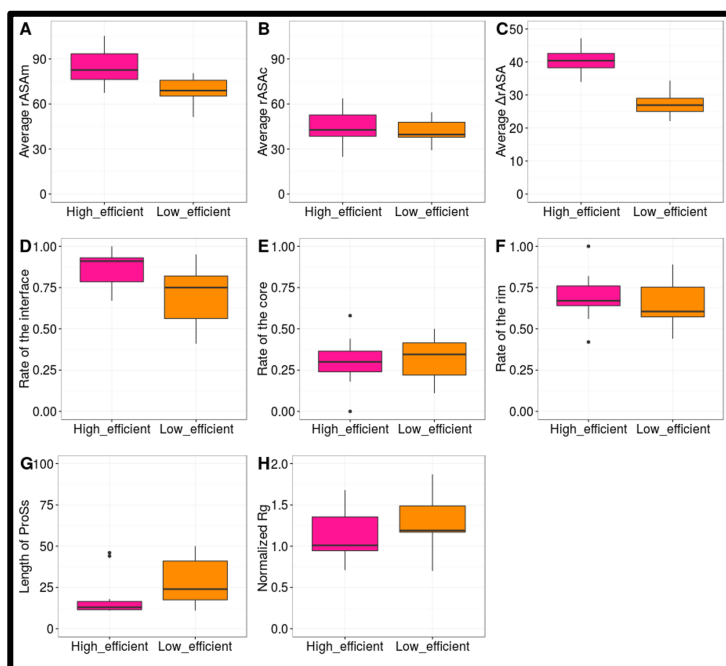 A
Average rASAm
90
60
30
0
High_efficient Low_efficient
B
Average rASAc
90
60
30
0
High_efficient Low_efficient
C
Average ΔrASA
50
40
30
20
10
0
High_efficient Low_efficient
D
Rate of the interface
1.00
0.75
0.50
0.25
0.00
High_efficient Low_efficient
E
Rate of the core
1.00
0.75
0.50
0.25
0.00
High_efficient Low_efficient
F
Rate of the rim
1.00
0.75
0.50
0.25
0.00
High_efficient Low_efficient
G
Length of ProSs
100
75
50
25
0
High_efficient Low_efficient
H
Normalized Rg
2.0
1.5
1.0
0.5
0.0
High_efficient Low_efficient